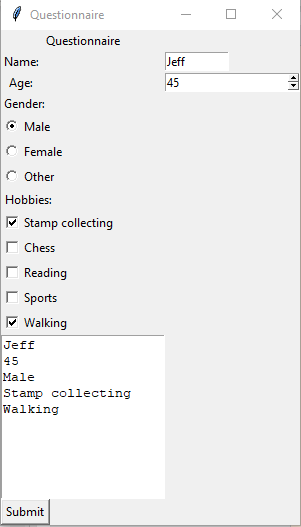 Questionnaire
Questionnaire
Name: Jeff
Age: 45
Gender:
Male
Female
Other
Hobbies:
Stamp collecting
Chess
Reading
Sports
Walking
Jeff
45
Male
Stamp collecting
Walking
Submit